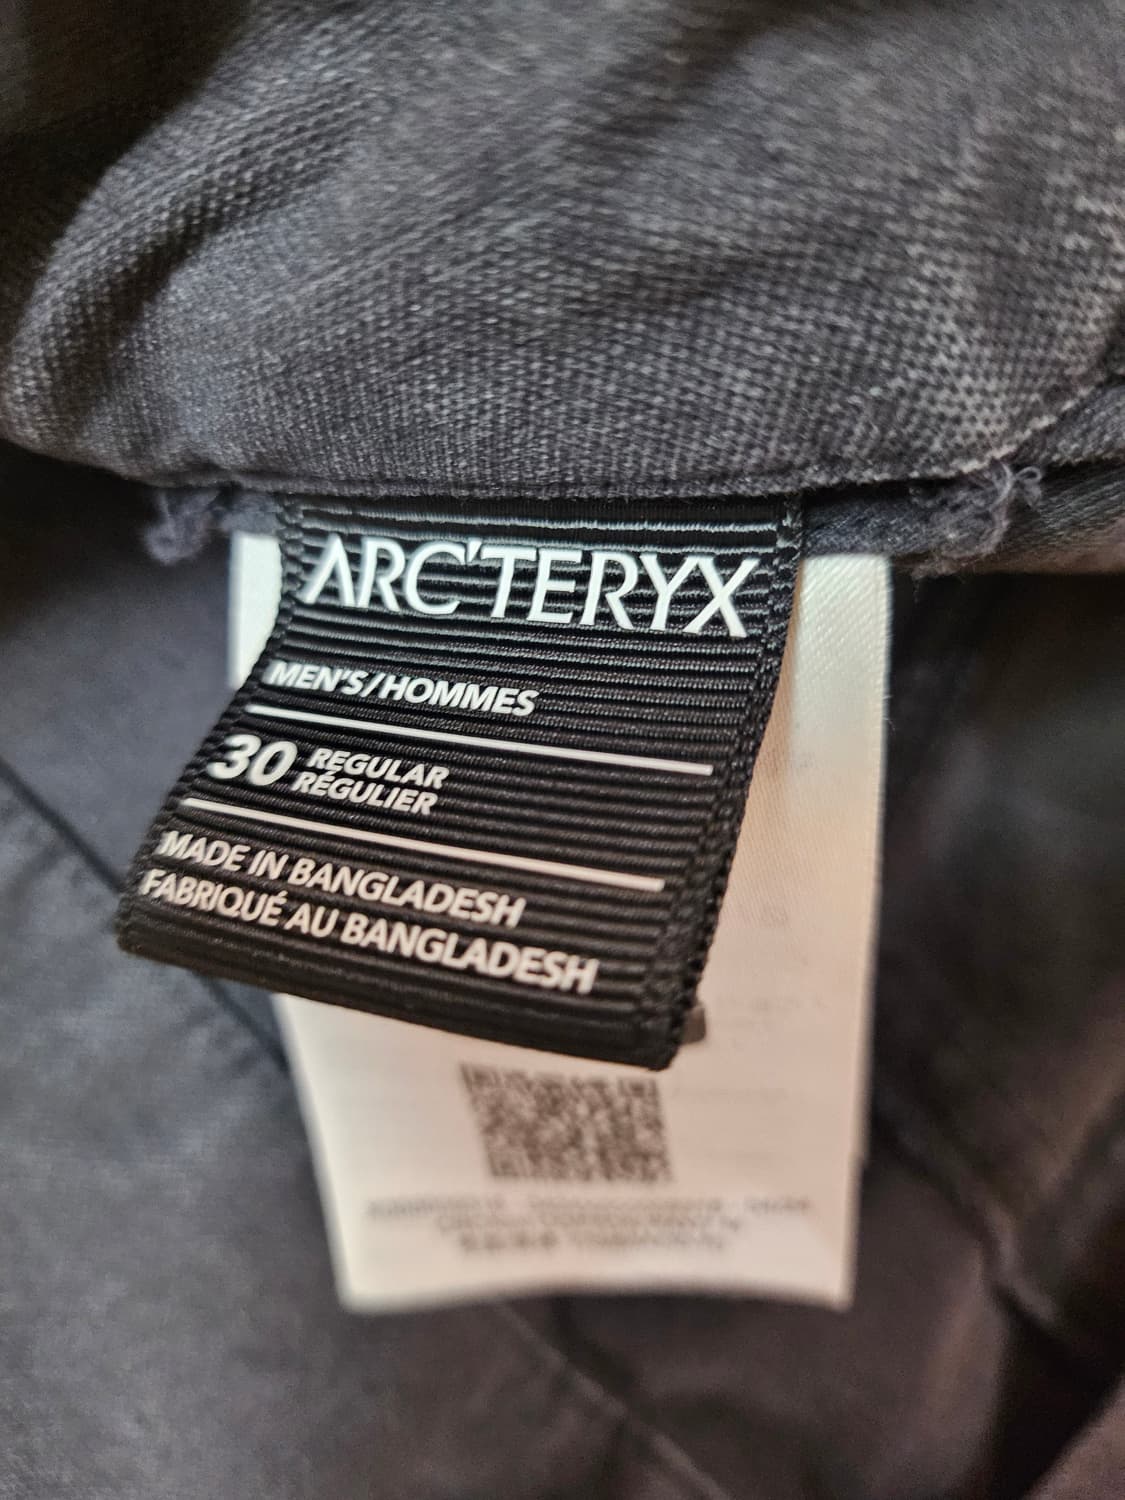 ARC'TERYX
MEN'S/HOMMES
30 REGULAR
RÉGULIER
MADE IN BANGLADESH
FABRIQUÉ AU BANGLADESH